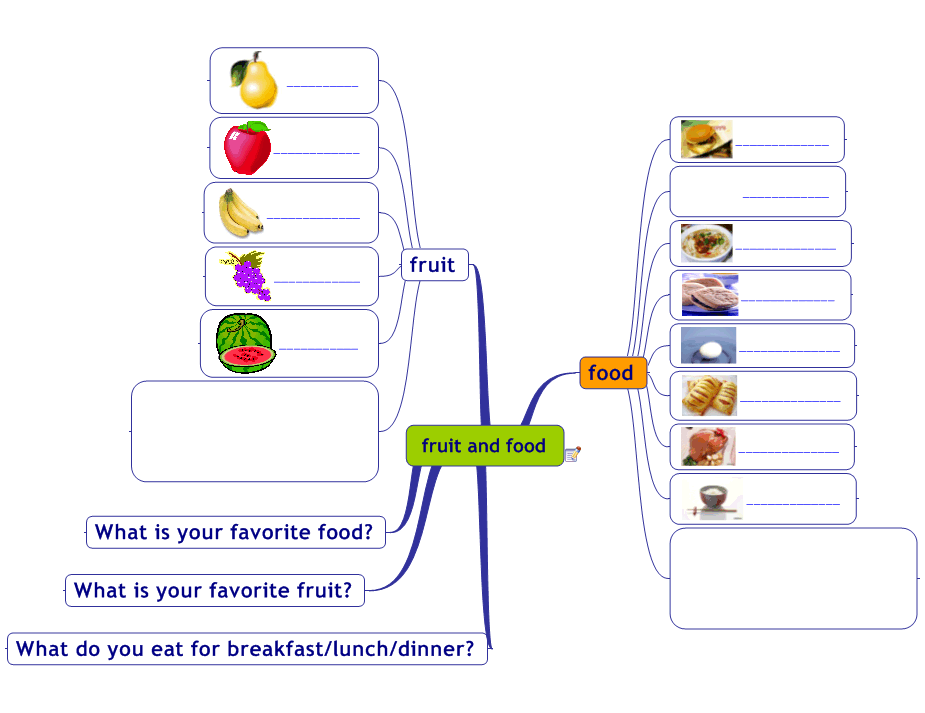 fruit
food
fruit and food
What is your favorite food?
What is your favorite fruit?
What do you eat for breakfast/lunch/dinner?